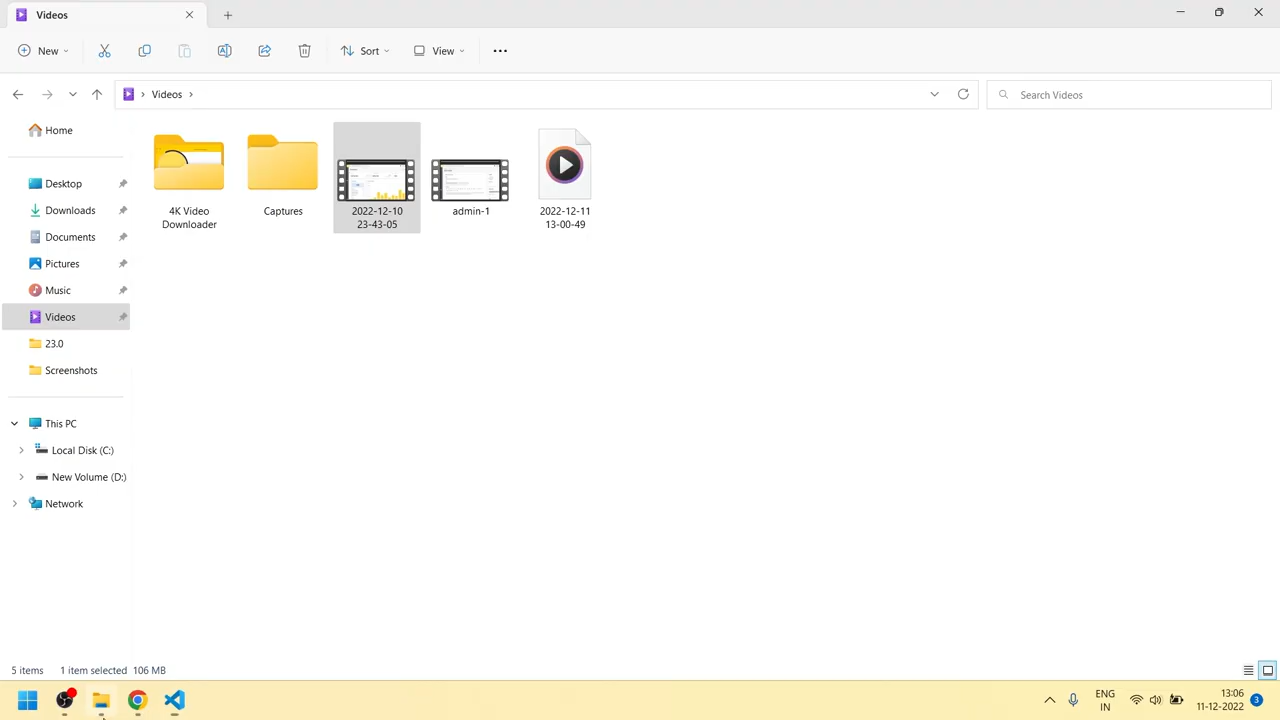 Videos
New
Sort
View
Videos
Search Videos
Home
Desktop
Downloads
Documents
Pictures
Music
Videos
23.0
Screenshots
This PC
Local Disk (C:)
New Volume (D:)
Network
4K Video
Downloader
Captures
2022-12-10
23-43-05
admin-1
2022-12-11
13-00-49
5 items
1 item selected 106 MB
ENG
IN
13:06
11-12-2022
3